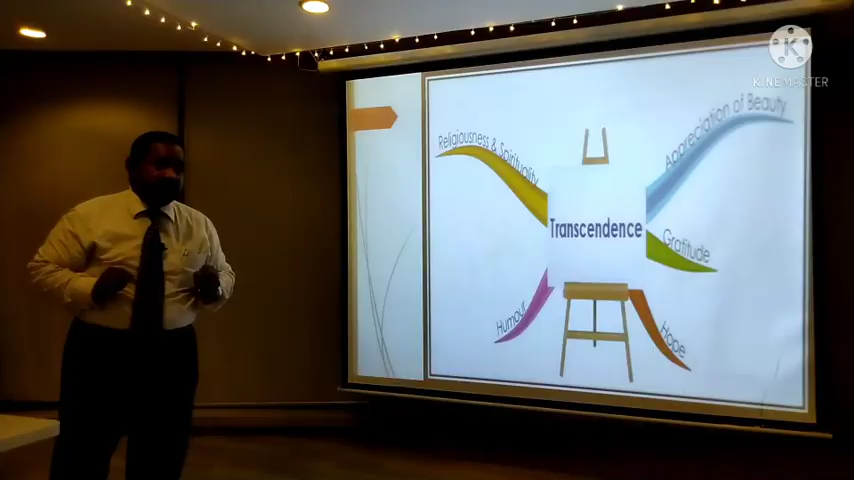 K
KINEMASTER
Religiousness & Spirituality
Appreciation of Beauty
Transcendence
Gratitude
Humour
Hope